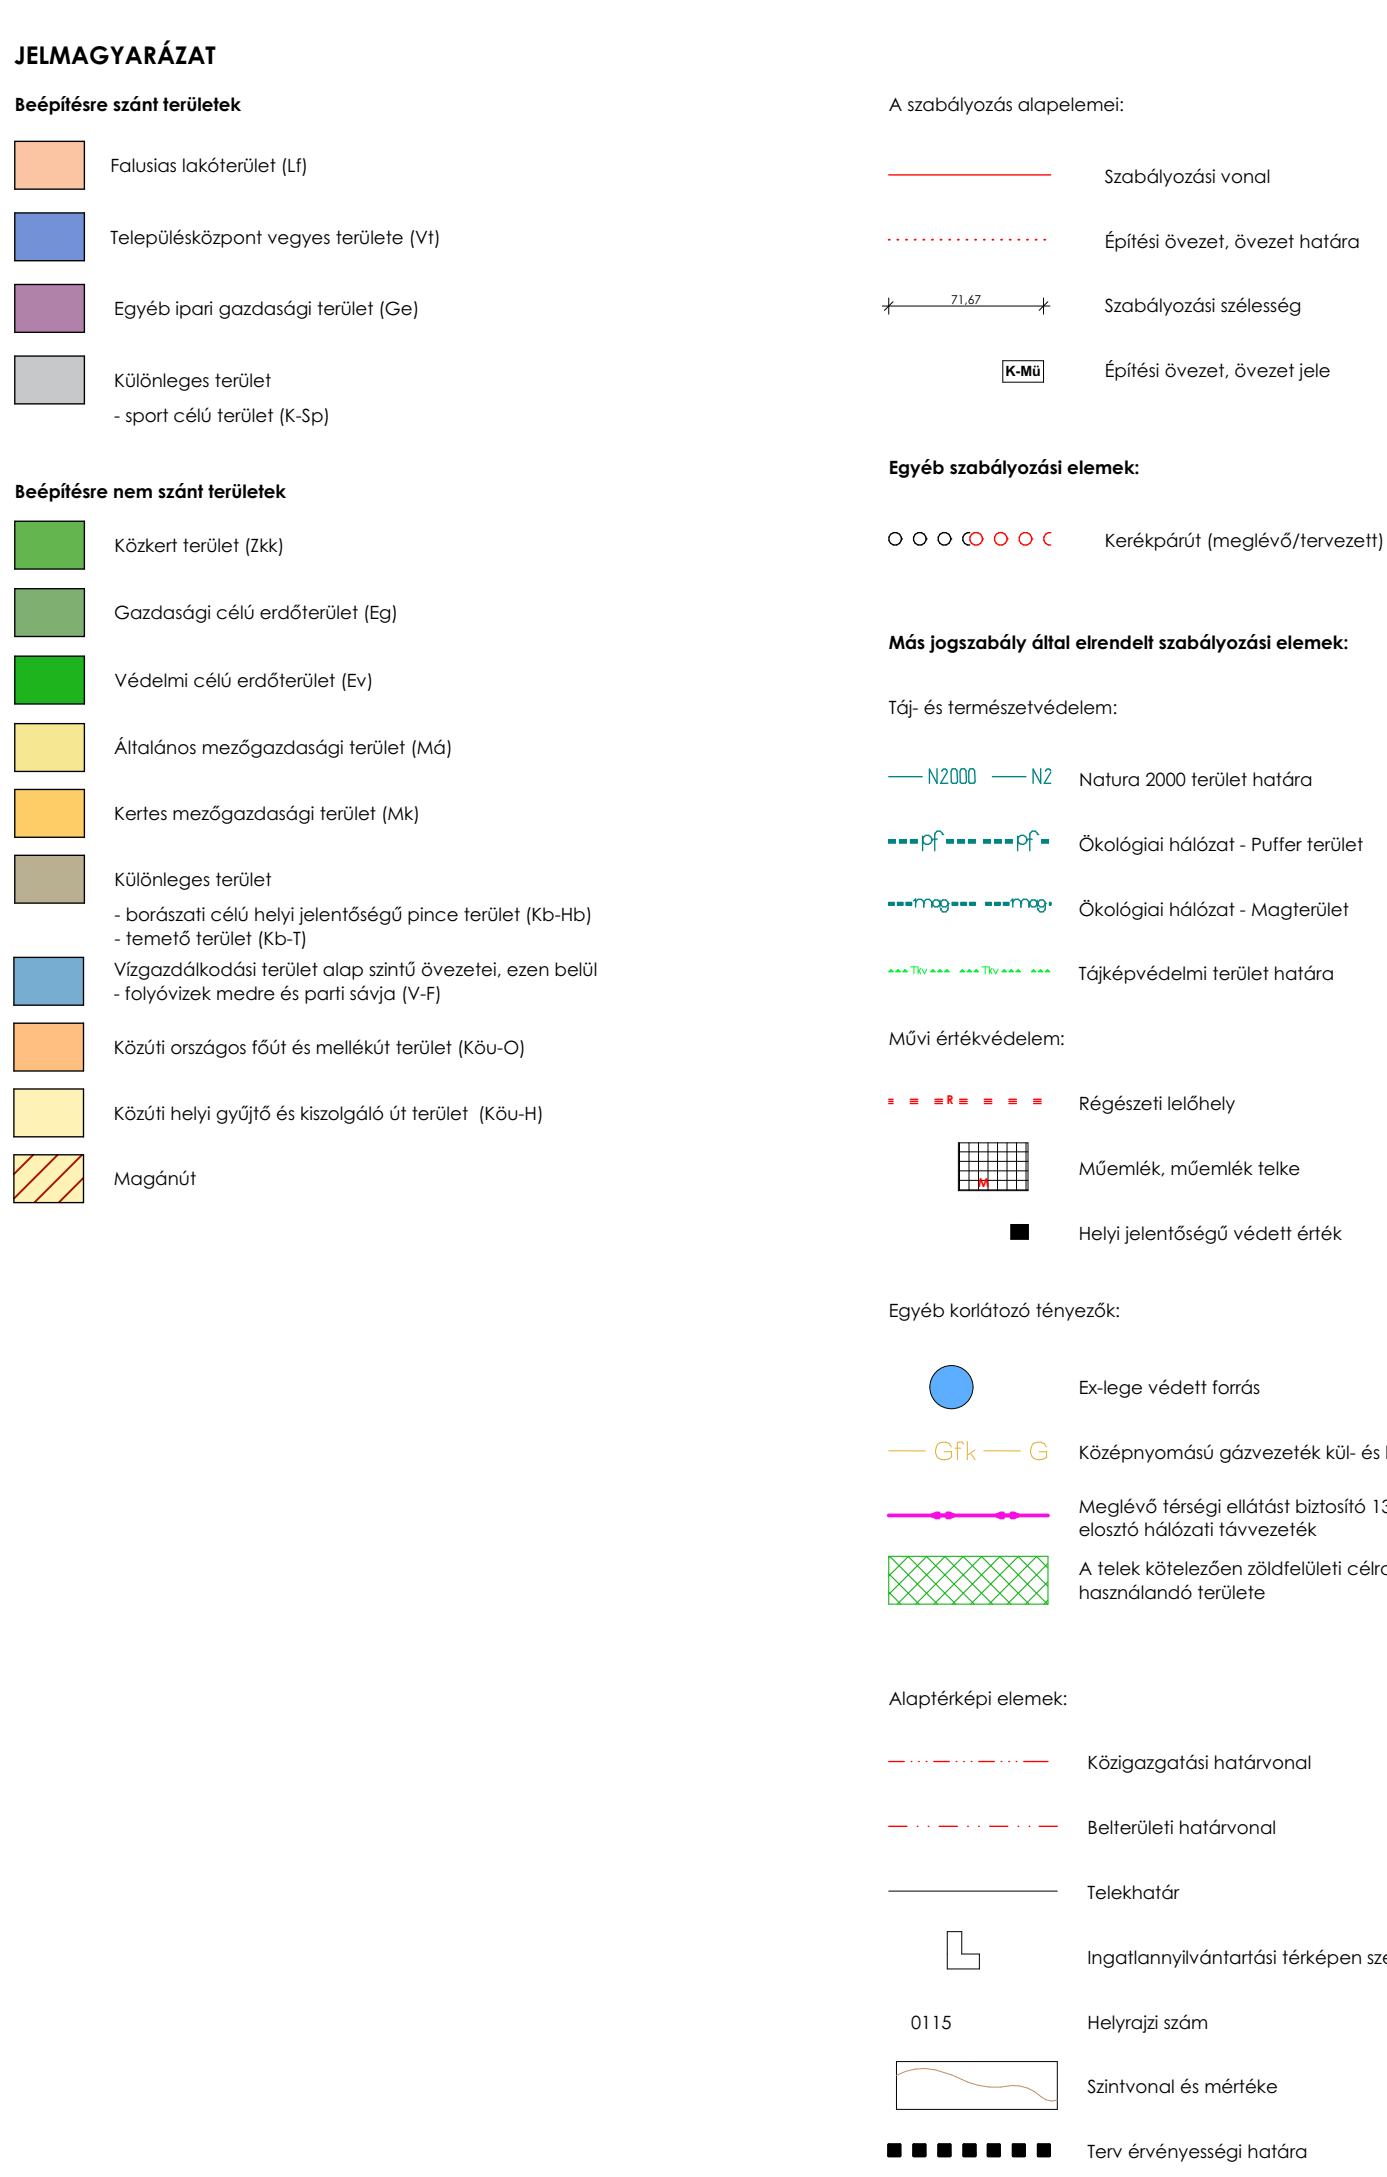 JELMAGYARÁZAT
Beépítésre szánt területek
Falusias lakóterület (Lf)
Településközpont vegyes területe (Vt)
Egyéb ipari gazdasági terület (Ge)
Különleges terület
- sport célú terület (K-Sp)
Beépítésre nem szánt területek
Közkert terület (Zkk)
Gazdasági célú erdőterület (Eg)
Védelmi célú erdőterület (Ev)
Általános mezőgazdasági terület (Má)
Kertes mezőgazdasági terület (Mk)
Különleges terület
- borászati célú helyi jelentőségű pince terület (Kb-Hb)
- temető terület (Kb-T)
Vízgazdálkodási terület alap szintű övezetei, ezen belül
- folyóvizek medre és parti sávja (V-F)
Közúti országos főút és mellékút terület (Köu-O)
Közúti helyi gyűjtő és kiszolgáló út terület (Köu-H)
Magánút
A szabályozás alapelemei:
Szabályozási vonal
Építési övezet, övezet határa
71,67 Szabályozási szélesség
K-Mü Építési övezet, övezet jele
Egyéb szabályozási elemek:
Kerékpárút (meglévő/tervezett)
Más jogszabály által elrendelt szabályozási elemek:
Táj- és természetvédelem:
N2000 N2 Natura 2000 terület határa
pf pf Ökológiai hálózat - Puffer terület
mag mag Ökológiai hálózat - Magterület
Tkv Tkv Tájképvédelmi terület határa
Művi értékvédelem:
R Régészeti lelőhely
M Műemlék, műemlék telke
Helyi jelentőségű védett érték
Egyéb korlátozó tényezők:
Ex-lege védett forrás
Gfk G Középnyomású gázvezeték kül- és
Meglévő térségi ellátást biztosító 13
elosztó hálózati távvezeték
A telek kötelezően zöldfelületi célra
használandó területe
Alaptérképi elemek:
Közigazgatási határvonal
Belterületi határvonal
Telekhatár
Ingatlannyilvántartási térképen
0115 Helyrajzi szám
Szintvonal és mértéke
Terv érvényességi határa